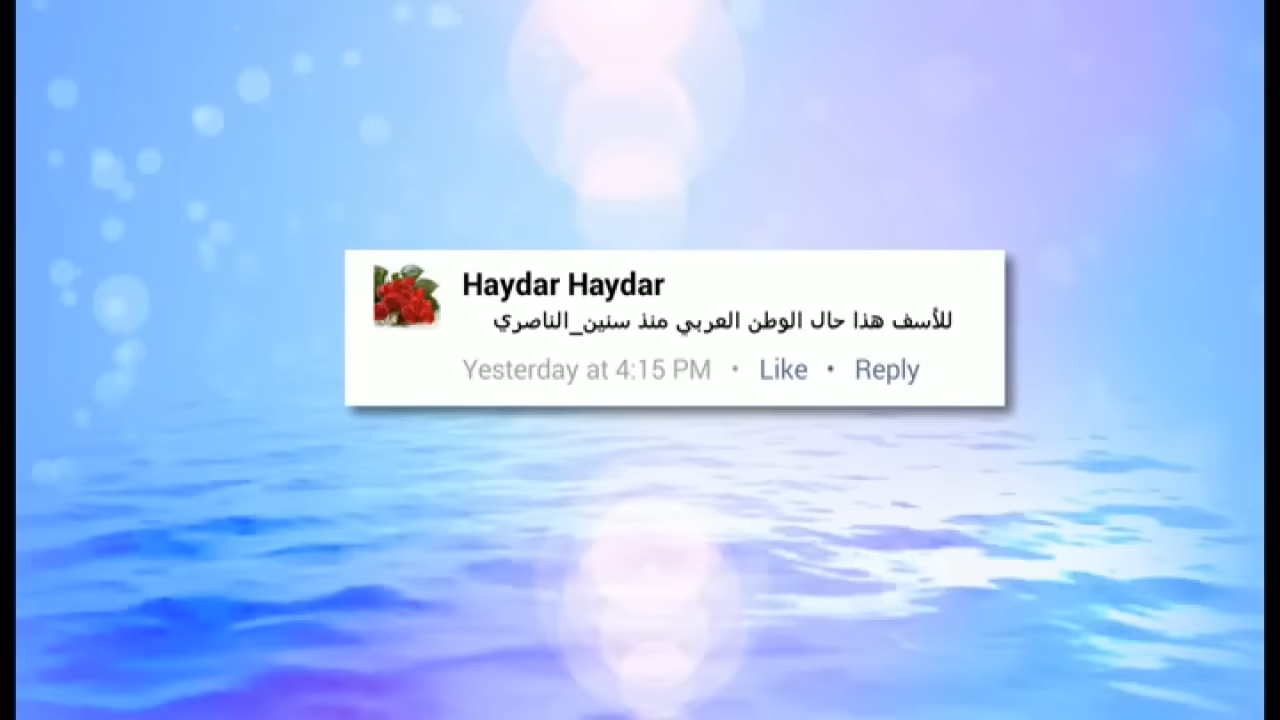 Haydar Haydar
للأسف هذا حال الوطن العربي منذ سنين_الناصري
Yesterday at 4:15 PM • Like • Reply